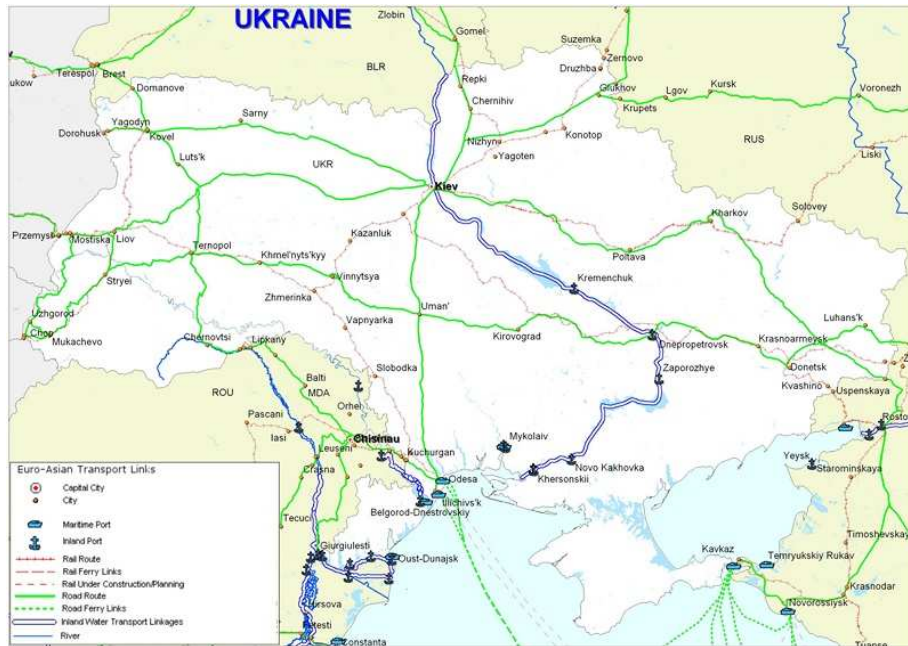 UKRAINE
Zlobin
Gomel
Suzemka
Zernovo
Druzhba
Terespol
Brest
BLR
ukow
Domanove
Repki
Glukhov
Krupets
Lgov
Kursk
Voronezh
Chernihiv
Yagodyn
Sarny
Dorohusk
Kovel
Nizhyn
Konotop
RUS
Yagoten
Liski
Luts'k
UKR
Kiev
Solovey
Kharkov
Przemysl
Mostiska
Liov
Kazanluk
Ternopol
Khmel'nyts'kyy
Poltava
Stryei
Vinnytsya
Kremenchuk
Zhmerinka
Uzhgorod
Uman'
Vapnyarka
Luhans'k
Chop
Mukachevo
Chernovtsi
Lipkany
Kirovograd
Dnepropetrovsk
Krasnoarmeysk
Donetsk
Slobodka
Zaporozhye
Kvashino
Uspenskaya
Balti
ROU
MDA
Pascani
Orhei
Iasi
Chisinau
Mykolaiv
Rosto
Leuseni
Kuchurgan
Yeysk
Crasna
Novo Kakhovka
Starominskaya
Odesa
Khersonskii
Ilichivs'k
Belgorod-Dnestrovskiy
Tecuci
Timoshevskay
Giurgiulesti
Oust-Dunajsk
Kavkaz
Temryukskiy Rukav
Krasnodar
Novorossiysk
Constanta
Tuapse
Euro-Asian Transport Links
Capital City
City
Maritime Port
Inland Port
Rail Route
Rail Ferry Links
Rail Under Construction/Planning
Road Route
Road Ferry Links
Inland Water Transport Linkages
River